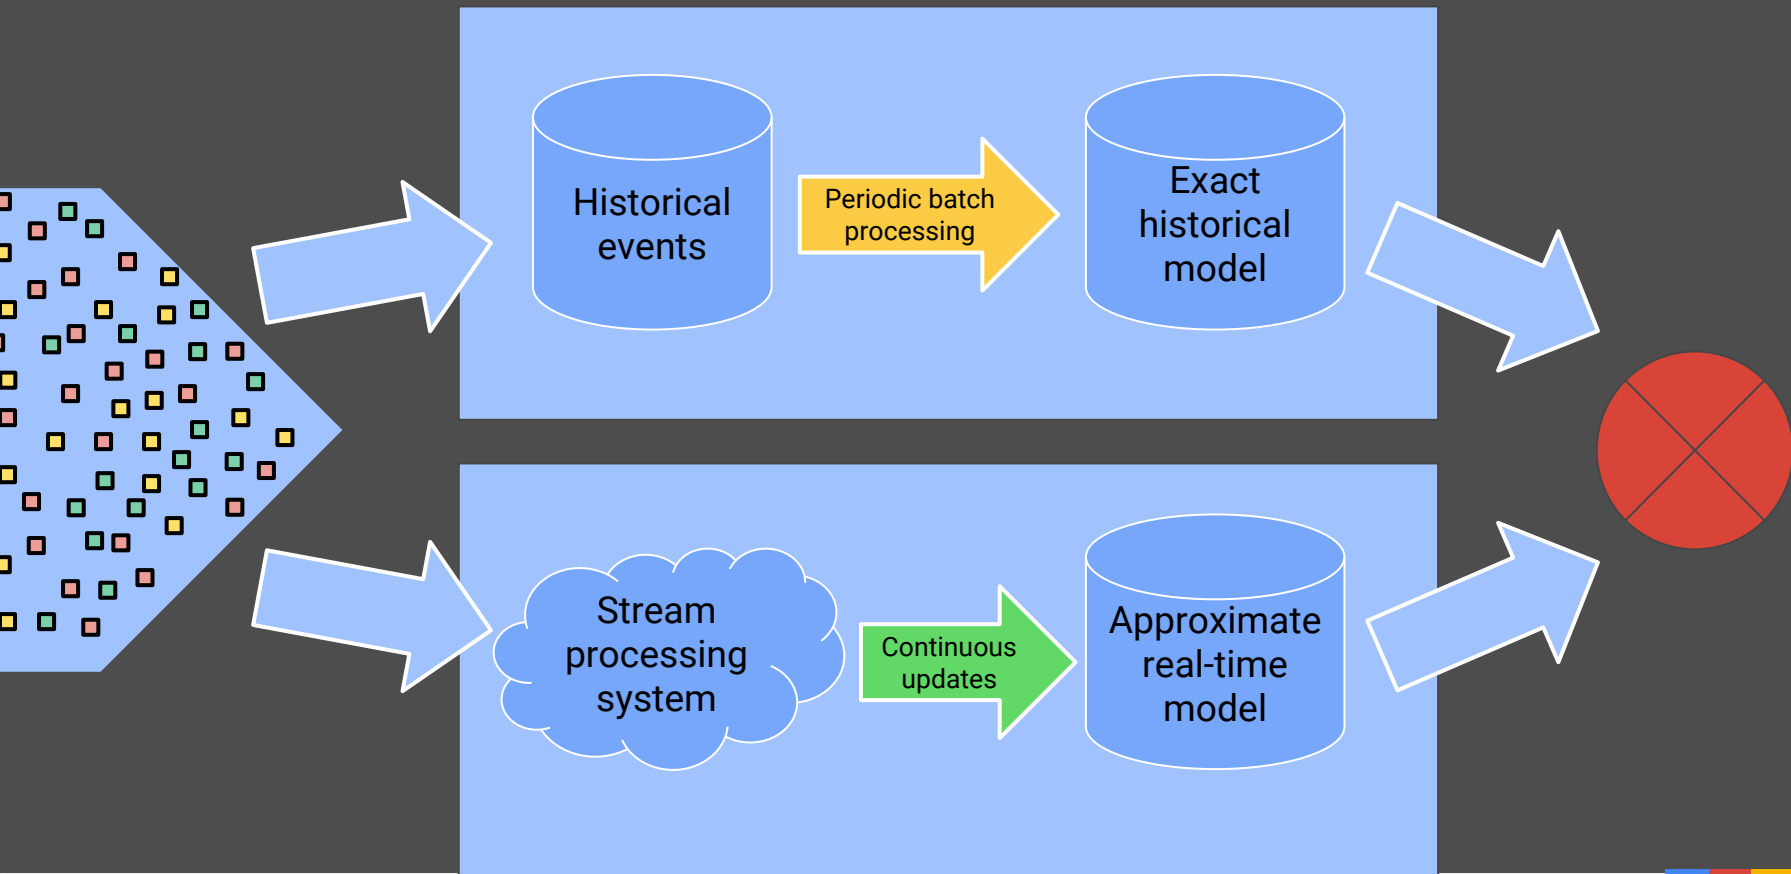 Historical
events
Periodic batch
processing
Exact
historical
model
Stream
processing
system
Continuous
updates
Approximate
real-time
model